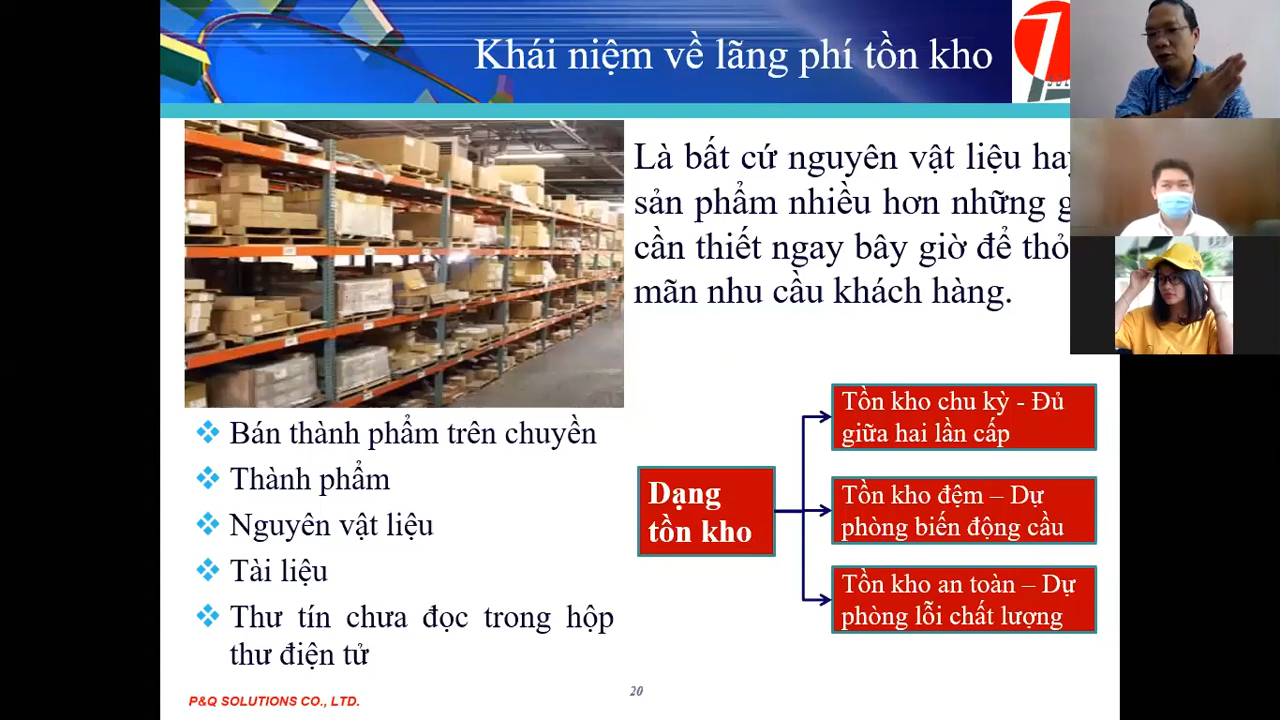 Khái niệm về lãng phí tồn kho
Là bất cứ nguyên vật liệu
sản phẩm nhiều hơn những
cần thiết ngay bây giờ để
mãn nhu cầu khách hàng.
Bán thành phẩm trên chuyền
Thành phẩm
Nguyên vật liệu
Tài liệu
Thư tín chưa đọc trong hộp
thư điện tử
Dạng
tồn kho
Tồn kho chu kỳ - Đủ
giữa hai lần cấp
Tồn kho đệm – Dự
phòng biến động cầu
Tồn kho an toàn – Dự
phòng lỗi chất lượng
P&Q SOLUTIONS CO., LTD.
20